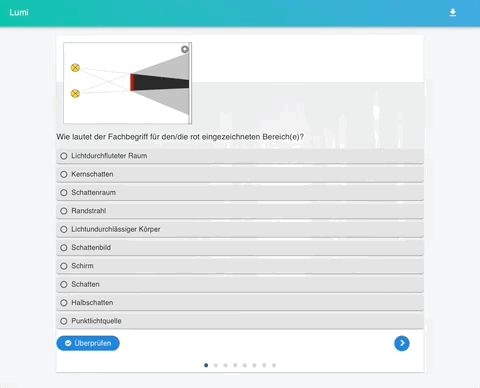 Lumi
Wie lautet der Fachbegriff für den/die rot eingezeichneten Bereich(e)?
Lichtdurchfluteter Raum
Kernschatten
Schattenraum
Randstrahl
Lichtundurchlässiger Körper
Schattenbild
Schirm
Schatten
Halbschatten
Punktlichtquelle
Überprüfen